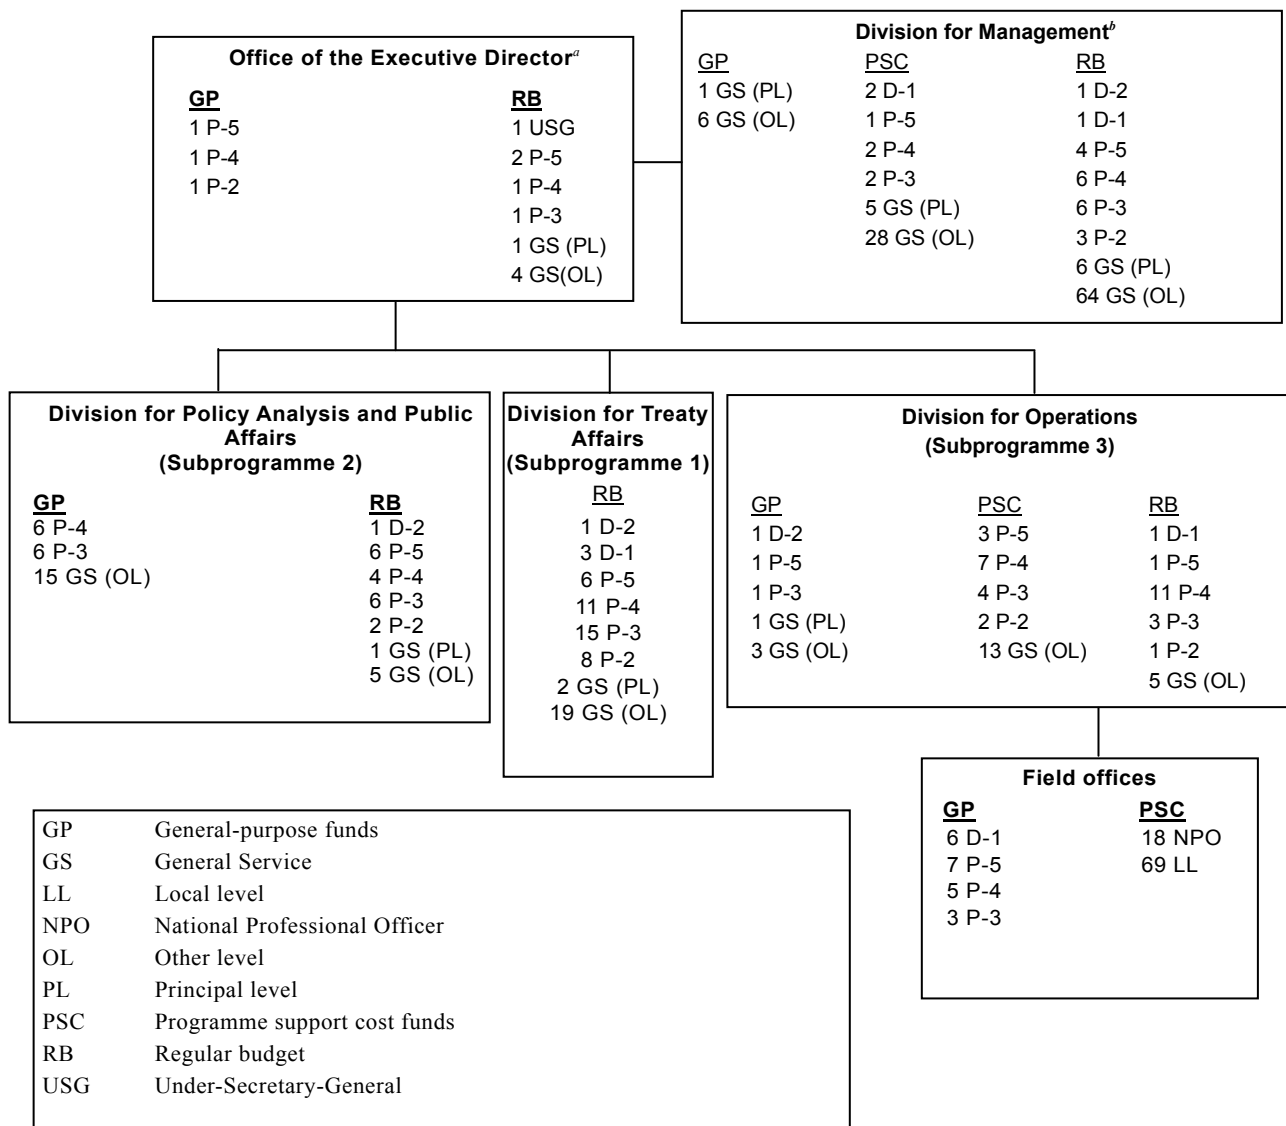 Office of the Executive Director^a
GP
1 P-5
1 P-4
1 P-2
RB
1 USG
2 P-5
1 P-4
1 P-3
1 GS (PL)
4 GS(OL)
Division for Management^b
GP
1 GS (PL)
6 GS (OL)
PSC
2 D-1
1 P-5
2 P-4
2 P-3
5 GS (PL)
28 GS (OL)
RB
1 D-2
1 D-1
4 P-5
6 P-4
6 P-3
3 P-2
6 GS (PL)
64 GS (OL)
Division for Policy Analysis and Public
Affairs
(Subprogramme 2)
GP
6 P-4
6 P-3
15 GS (OL)
RB
1 D-2
6 P-5
4 P-4
6 P-3
2 P-2
1 GS (PL)
5 GS (OL)
Division for Treaty
Affairs
(Subprogramme 1)
RB
1 D-2
3 D-1
6 P-5
11 P-4
15 P-3
8 P-2
2 GS (PL)
19 GS (OL)
Division for Operations
(Subprogramme 3)
GP
1 D-2
1 P-5
1 P-3
1 GS (PL)
3 GS (OL)
PSC
3 P-5
7 P-4
4 P-3
2 P-2
13 GS (OL)
RB
1 D-1
1 P-5
11 P-4
3 P-3
1 P-2
5 GS (OL)
Field offices
GP
6 D-1
7 P-5
5 P-4
3 P-3
PSC
18 NPO
69 LL
GP General-purpose funds
GS General Service
LL Local level
NPO National Professional Officer
OL Other level
PL Principal level
PSC Programme support cost funds
RB Regular budget
USG Under-Secretary-General